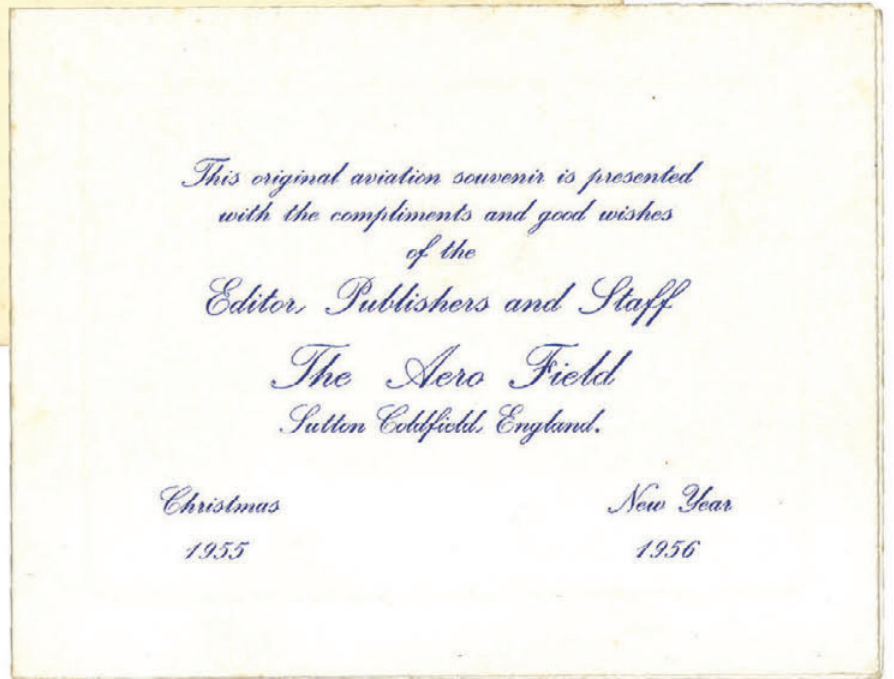 This original aviation souvenir is presented
with the compliments and good wishes
of the
Editor, Publishers and Staff
The Aero Field
Sutton Coldfield, England.
Christmas New Year
1955 1956